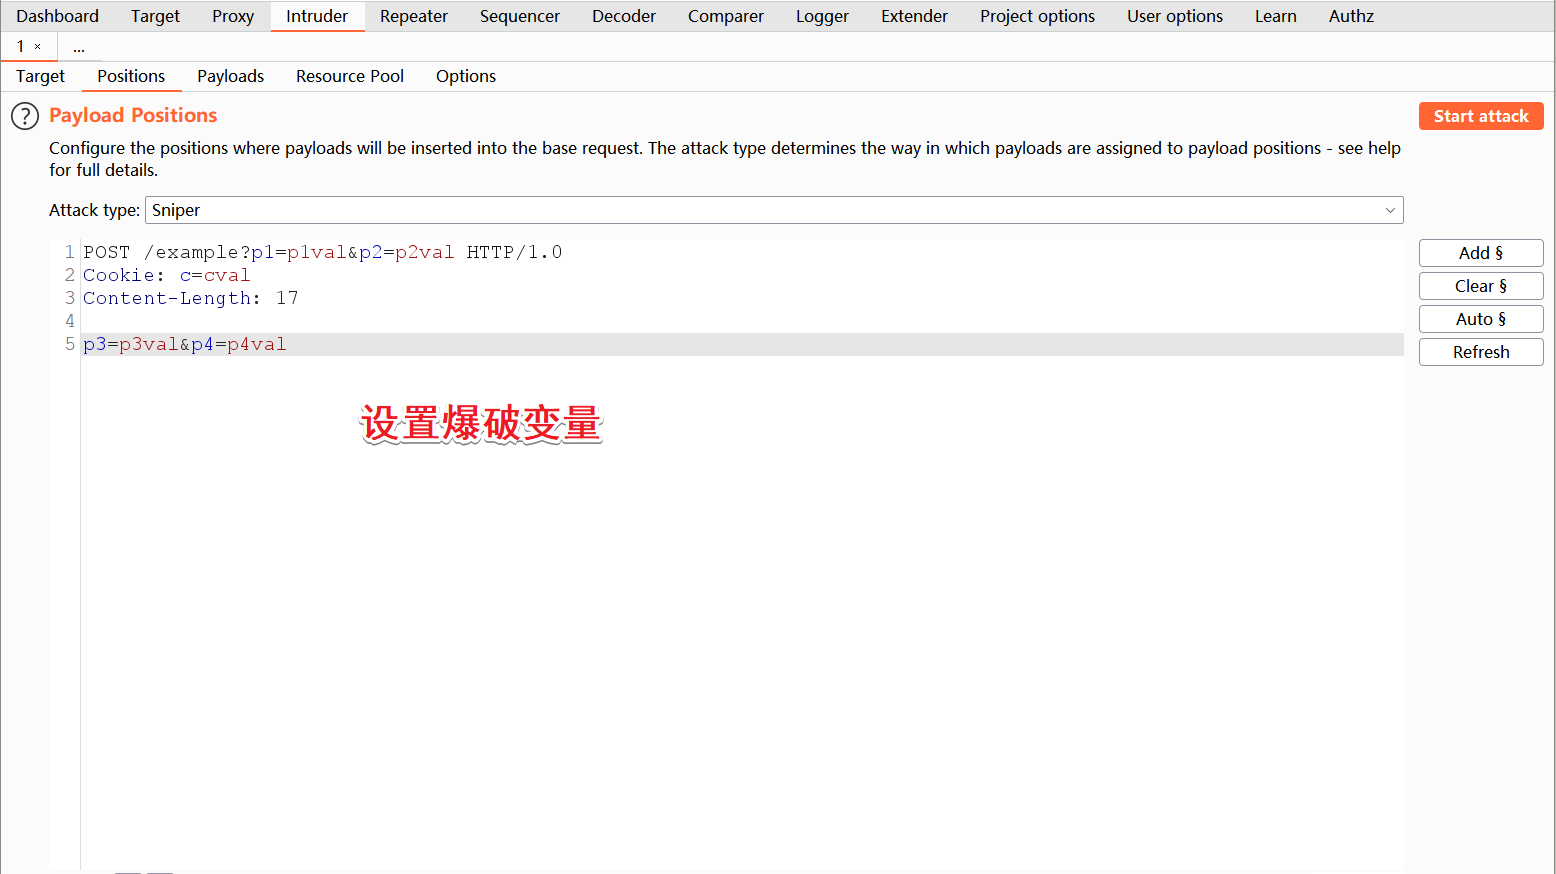 Dashboard Target Proxy Intruder Repeater Sequencer Decoder Comparer Logger Extender Project options User options Learn Authz
1 × ...
Target Positions Payloads Resource Pool Options
? Payload Positions Start attack
Configure the positions where payloads will be inserted into the base request. The attack type determines the way in which payloads are assigned to payload positions - see help
for full details.
Attack type: Sniper
1 POST /example?p1=p1val&p2=p2val HTTP/1.0 Add §
2 Cookie: c=cval Clear §
3 Content-Length: 17
4 Auto §
5 p3=p3val&p4=p4val Refresh
设置爆破变量